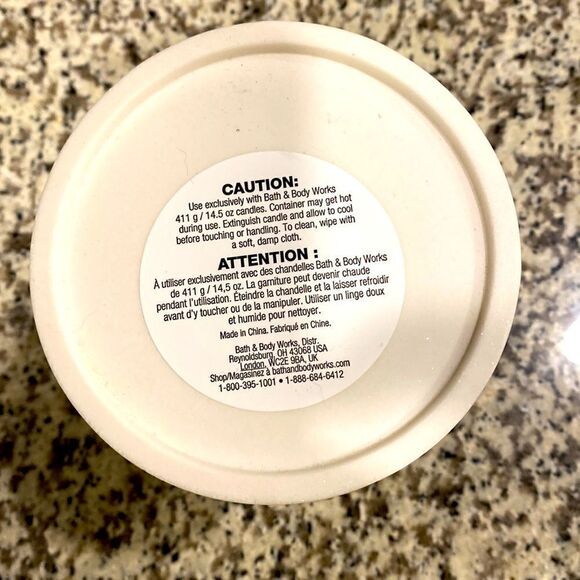 CAUTION:
Use exclusively with Bath & Body Works
411 g / 14.5 oz candles. Container may get hot
during use. Extinguish candle and allow to cool
before touching or handling. To clean, wipe with
a soft, damp cloth.
ATTENTION :
À utiliser exclusivement avec des chandelles Bath & Body Works
de 411 g / 14,5 oz. La garniture peut devenir chaude
pendant l'utilisation. Éteindre la chandelle et la laisser refroidir
avant d'y toucher ou de la manipuler. Utiliser un linge doux
et humide pour nettoyer.
Made in China. Fabriqué en Chine.
Bath & Body Works, Distr.
Reynoldsburg, OH 43068 USA
London, WC2E 9BA, UK
Shop/Magasinez à bathandbodyworks.com
1-800-395-1001 • 1-888-684-6412